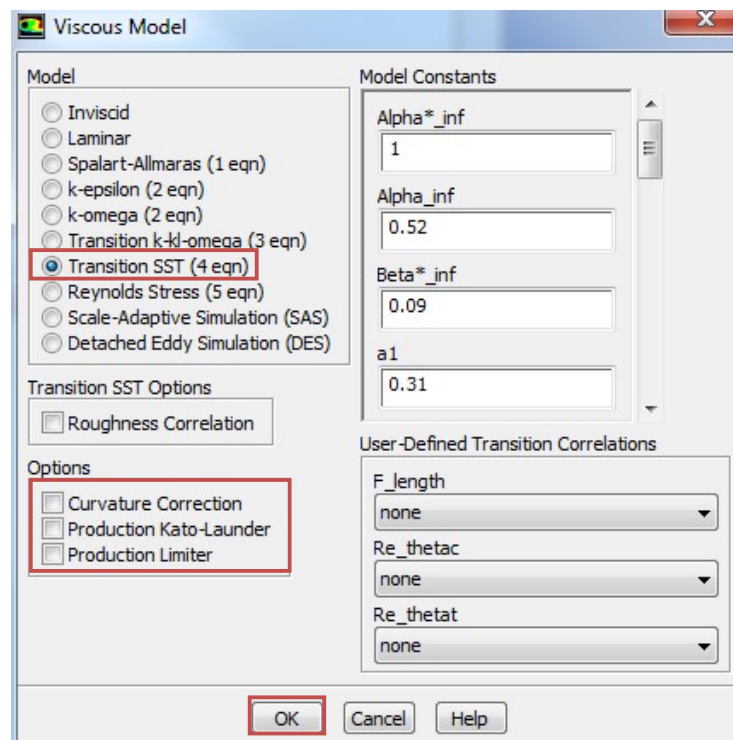 Viscous Model
X
Model
Inviscid
Laminar
Spalart-Allmaras (1 eqn)
k-epsilon (2 eqn)
k-omega (2 eqn)
Transition k-kl-omega (3 eqn)
Transition SST (4 eqn)
Reynolds Stress (5 eqn)
Scale-Adaptive Simulation (SAS)
Detached Eddy Simulation (DES)
Transition SST Options
Roughness Correlation
Options
Curvature Correction
Production Kato-Launder
Production Limiter
Model Constants
Alpha*_inf
1
Alpha_inf
0.52
Beta*_inf
0.09
a1
0.31
User-Defined Transition Correlations
F_length
none
Re_thetac
none
Re_thetat
none
OK Cancel Help